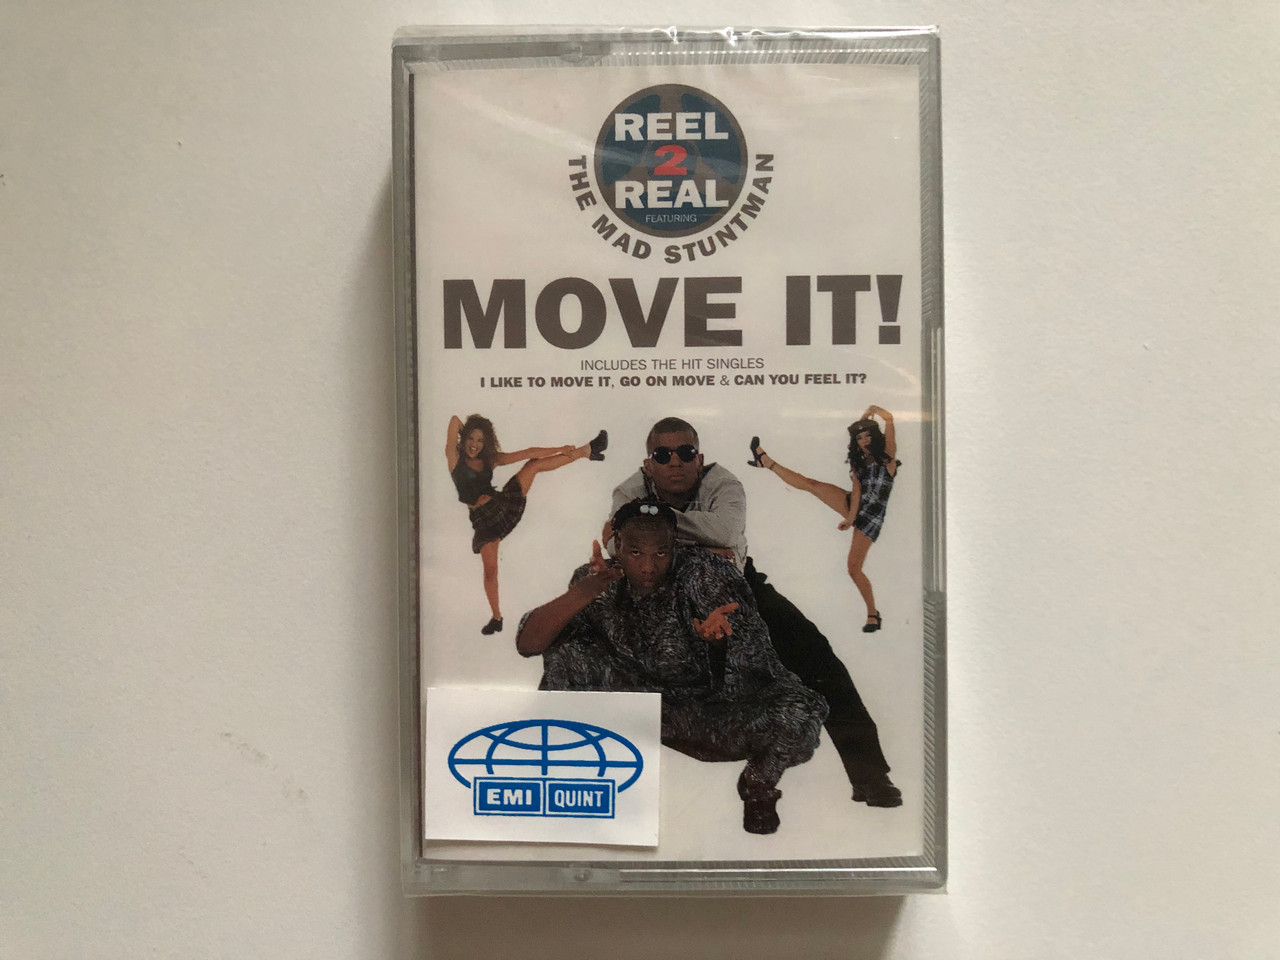 REEL
2
REAL
FEATURING
THE MAD STUNTMAN
MOVE IT!
INCLUDES THE HIT SINGLES
I LIKE TO MOVE IT, GO ON MOVE & CAN YOU FEEL IT?
EMI QUINT